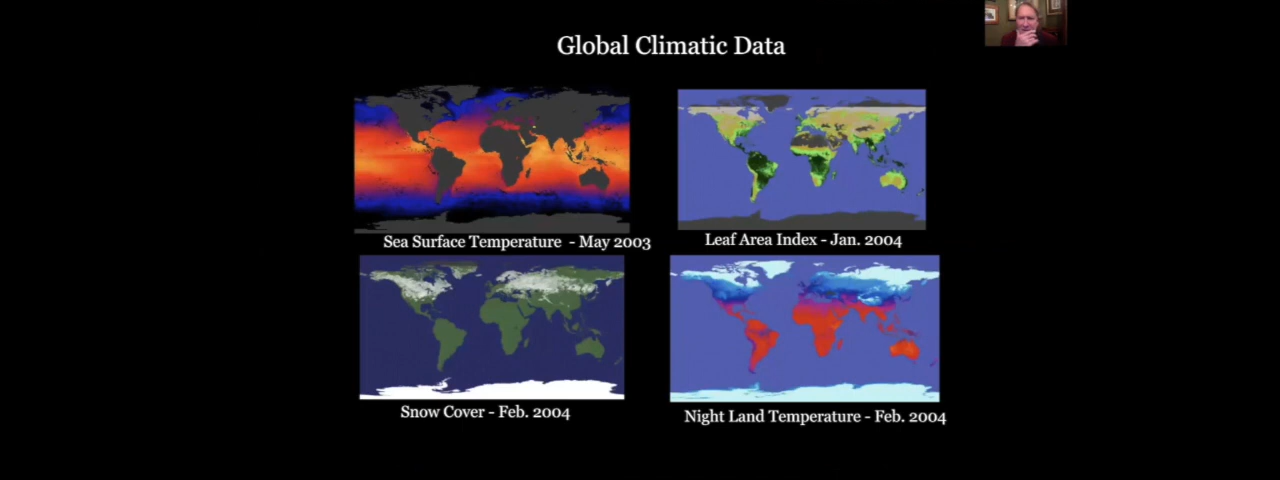 Global Climatic Data
Sea Surface Temperature - May 2003
Leaf Area Index - Jan. 2004
Snow Cover - Feb. 2004
Night Land Temperature - Feb. 2004